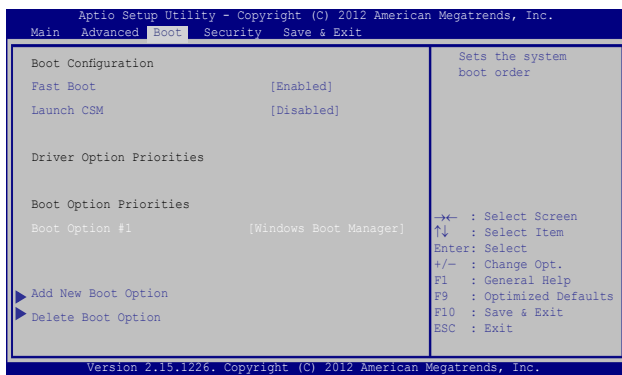 Aptio Setup Utility - Copyright (C) 2012 American Megatrends, Inc.
Main Advanced Boot Security Save & Exit
Boot Configuration
Fast Boot [Enabled]
Launch CSM [Disabled]
Driver Option Priorities
Boot Option Priorities
Boot Option #1 [Windows Boot Manager]
Add New Boot Option
Delete Boot Option
Sets the system
boot order
→← : Select Screen
↑↓ : Select Item
Enter: Select
+/— : Change Opt.
F1 : General Help
F9 : Optimized Defaults
F10 : Save & Exit
ESC : Exit
Version 2.15.1226. Copyright (C) 2012 American Megatrends, Inc.